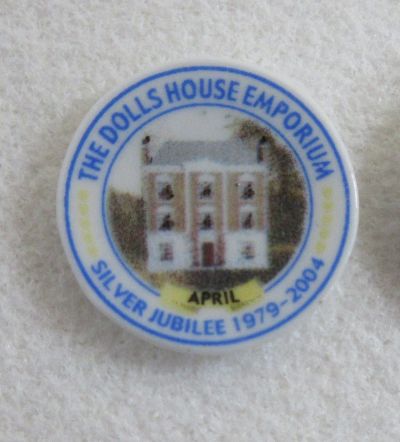 THE DOLLS HOUSE EMPORIUM
APRIL
SILVER JUBILEE 1979-2004